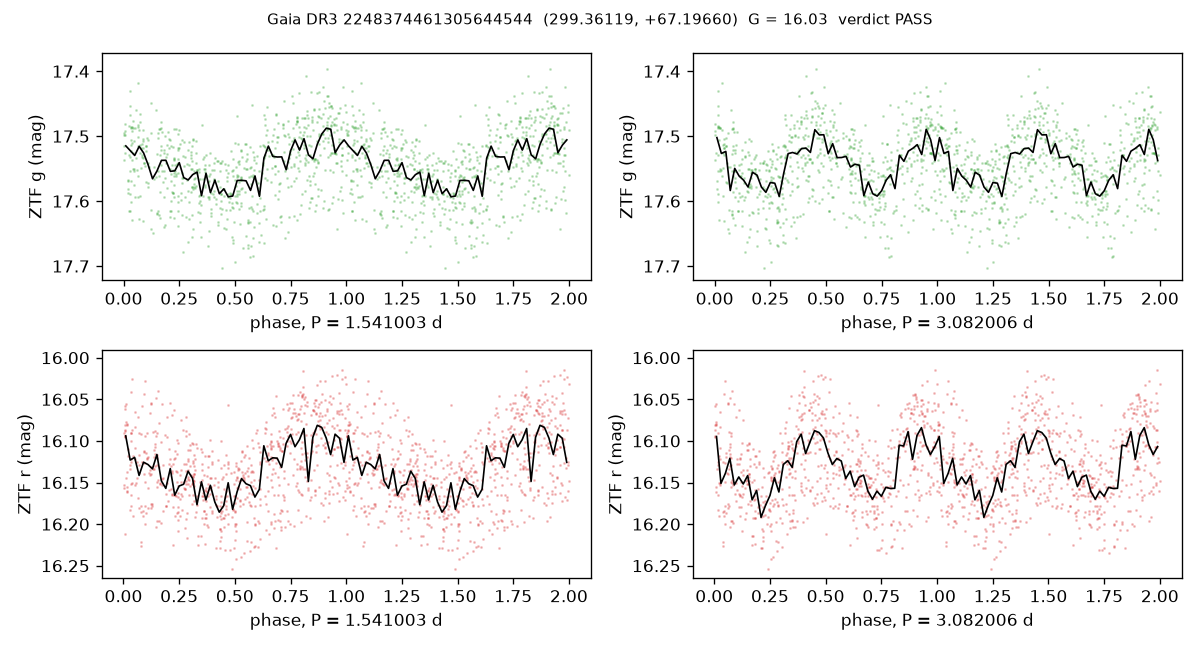 Gaia DR3 2248374461305644544 (299.36119, +67.19660) G = 16.03 verdict PASS
ZTF g (mag)
17.4
17.5
17.6
17.7
0.00 0.25 0.50 0.75 1.00 1.25 1.50 1.75 2.00
phase, P = 1.541003 d
ZTF g (mag)
17.4
17.5
17.6
17.7
0.00 0.25 0.50 0.75 1.00 1.25 1.50 1.75 2.00
phase, P = 3.082006 d
ZTF r (mag)
16.00
16.05
16.10
16.15
16.20
16.25
0.00 0.25 0.50 0.75 1.00 1.25 1.50 1.75 2.00
phase, P = 1.541003 d
ZTF r (mag)
16.00
16.05
16.10
16.15
16.20
16.25
0.00 0.25 0.50 0.75 1.00 1.25 1.50 1.75 2.00
phase, P = 3.082006 d